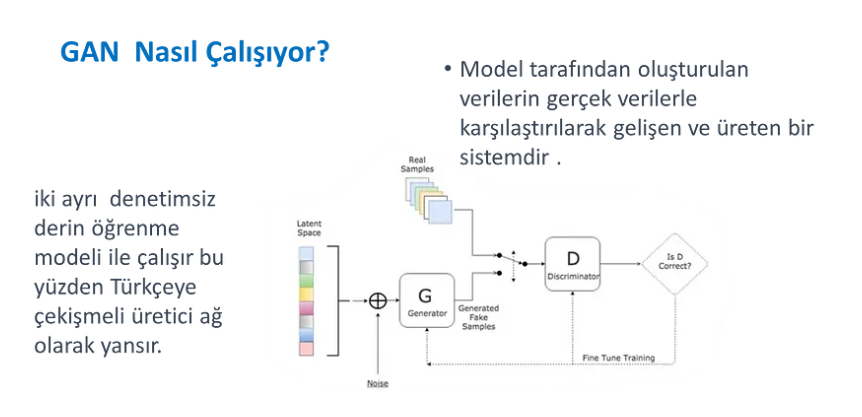 GAN  Nasıl Çalışıyor?
• Model tarafından oluşturulan
verilerin gerçek verilerle
karşılaştırılarak gelişen ve üreten bir
sistemdir .
iki ayrı  denetimsiz
derin öğrenme
modeli ile çalışır bu
yüzden Türkçeye
çekişmeli üretici ağ
olarak yansır.
Real
Samples
Latent
Space
G
Generator
Generated
Fake
Samples
D
Discriminator
Is D
Correct?
Fine Tune Training
Noise